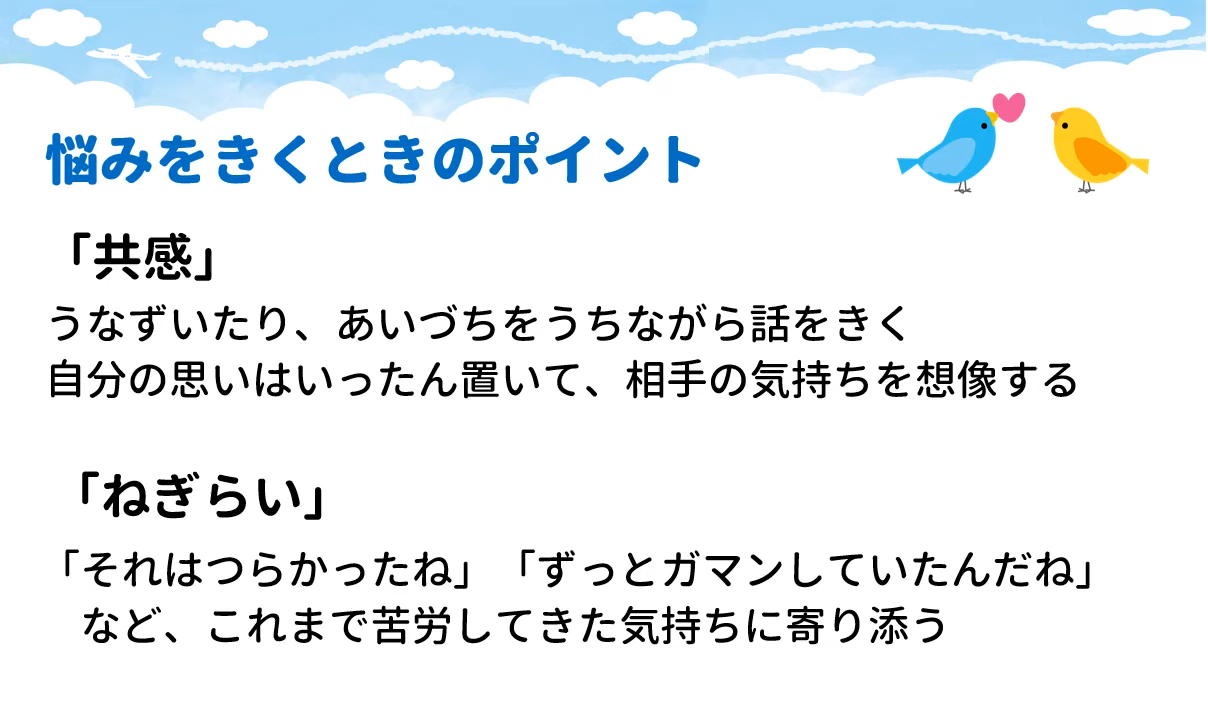 悩みをきくときのポイント
「共感」
うなずいたり、あいづちをうちながら話をきく
自分の思いはいったん置いて、相手の気持ちを想像する
「ねぎらい」
「それはつらかったね」「ずっとガマンしていたんだね」
など、これまで苦労してきた気持ちに寄り添う